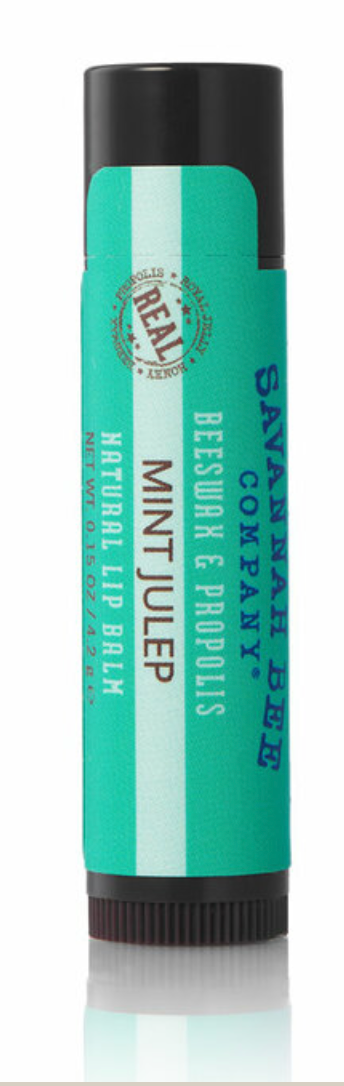 SAVANNAH BEE
COMPANY®
BEESWAX & PROPOLIS
MINT JULEP
NATURAL LIP BALM
NET WT 0.15 OZ / 4.2 g
REAL
PROPOLIS ★ ROYAL JELLY ★ HONEY ★ BEESWAX